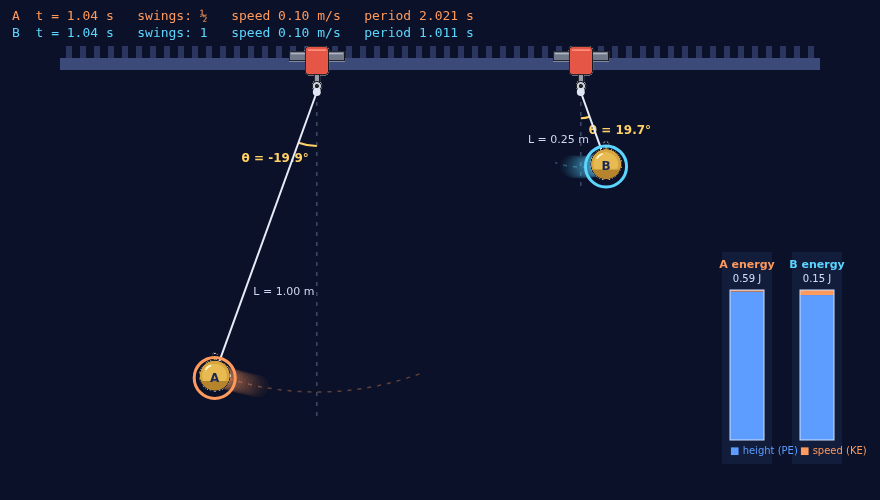 A  t = 1.04 s   swings: ½   speed 0.10 m/s   period 2.021 s
B  t = 1.04 s   swings: 1   speed 0.10 m/s   period 1.011 s
θ = 19.7°
L = 0.25 m
θ = -19.9°
B
L = 1.00 m
A energy B energy
0.59 J 0.15 J
A
■ height (PE) ■ speed (KE)